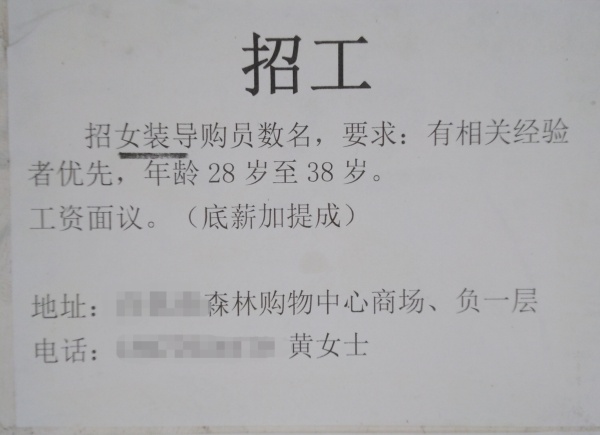 招工
招女装导购员数名，要求：有相关经验
者优先，年龄 28 岁至 38 岁。
工资面议。（底薪加提成）
地址：森林购物中心商场、负一层
电话：黄女士